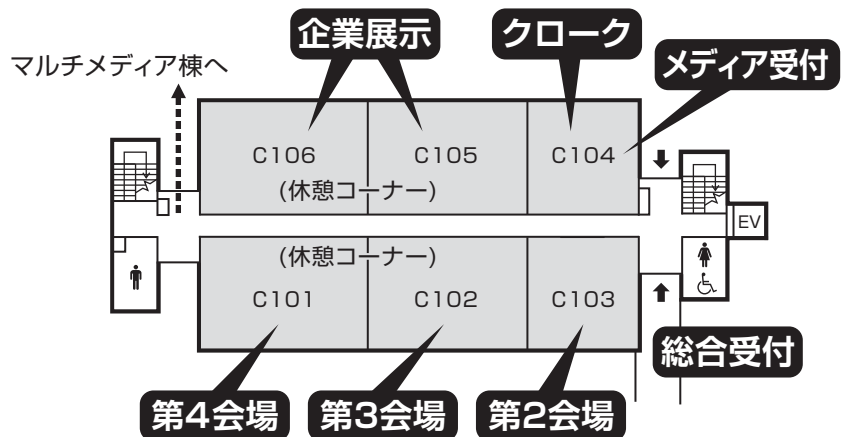 企業展示
クローク
マルチメディア棟へ
メディア受付
C106
C105
C104
(休憩コーナー)
EV
(休憩コーナー)
C101
C102
C103
総合受付
第4会場
第3会場
第2会場